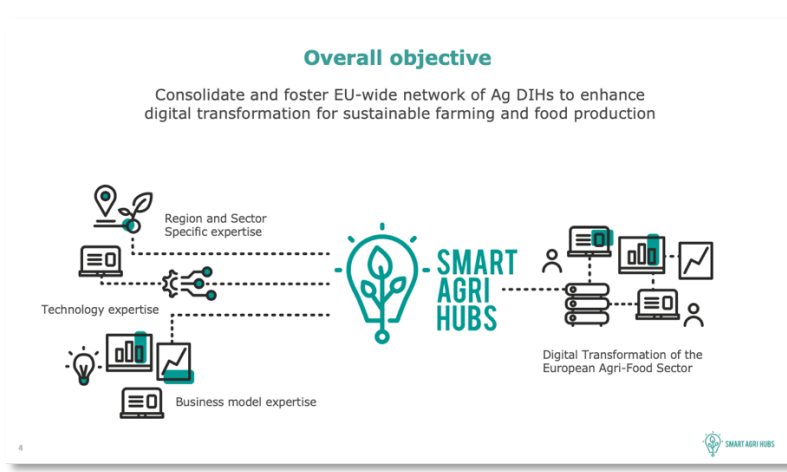 Overall objective
Consolidate and foster EU-wide network of Ag DIHs to enhance
digital transformation for sustainable farming and food production
Region and Sector
Specific expertise
Technology expertise
Business model expertise
SMART
AGRI
HUBS
Digital Transformation of the
European Agri-Food Sector
4
SMART AGRI HUBS